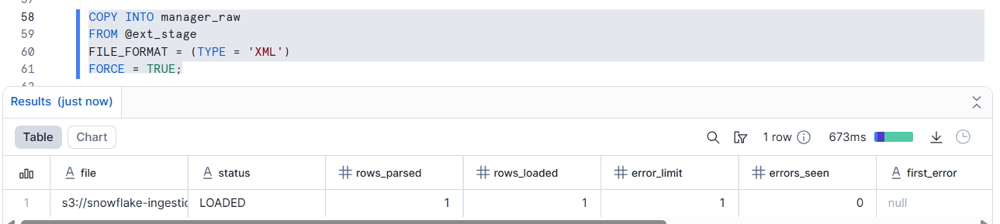 58 COPY INTO manager_raw
59 FROM @ext_stage
60 FILE_FORMAT = (TYPE = 'XML')
61 FORCE = TRUE;
Results (just now)
Table Chart 1 row 673ms
file status rows_parsed rows_loaded error_limit errors_seen first_error
1 s3://snowflake-ingestic LOADED 1 1 1 0 null